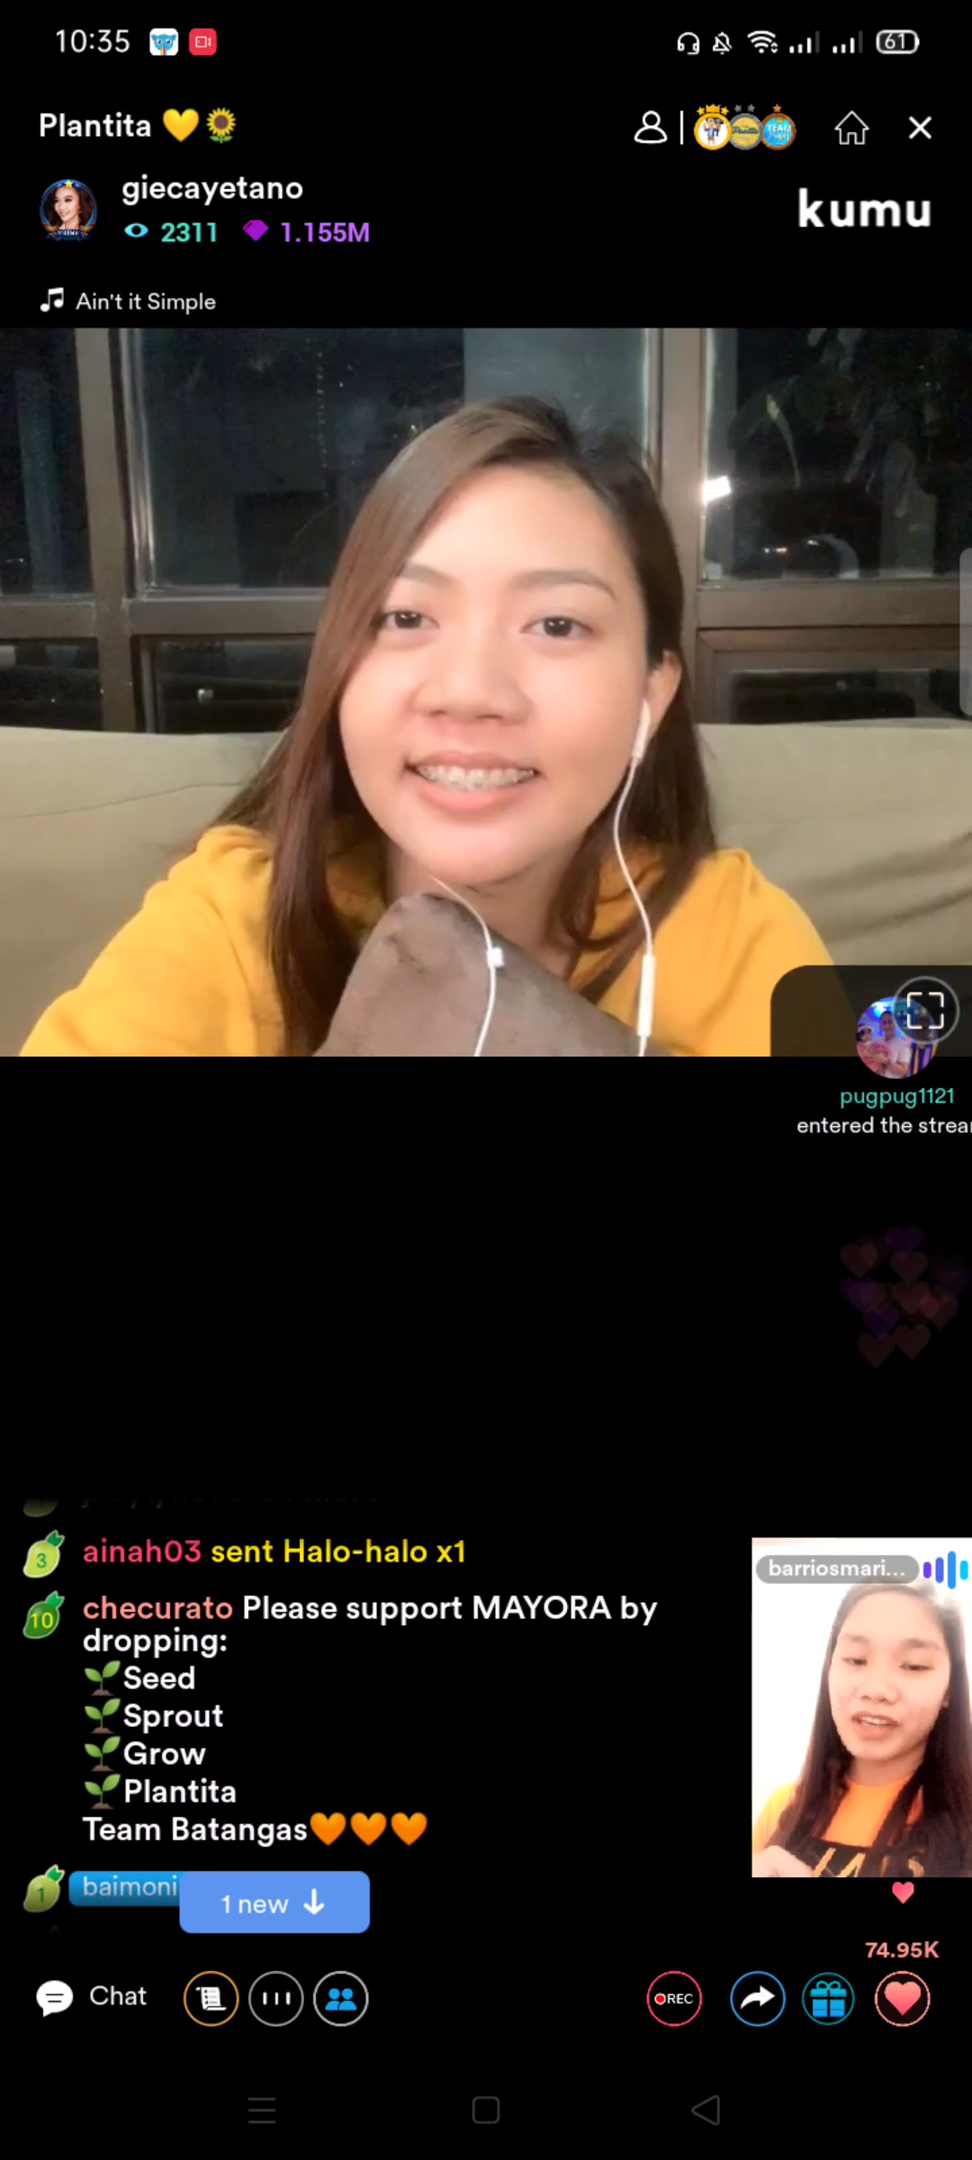 10:35
61
Plantita 💛🌻
TEAM
giecayetano
kumu
2311 1.155M
Ain't it Simple
pugpug1121
entered the strea
3 ainah03 sent Halo-halo x1
barriosmari...
10 checurato Please support MAYORA by
dropping:
🌱Seed
🌱Sprout
🌱Grow
🌱Plantita
Team Batangas🧡🧡🧡
1 baimoni
1 new ↓
74.95K
Chat
REC